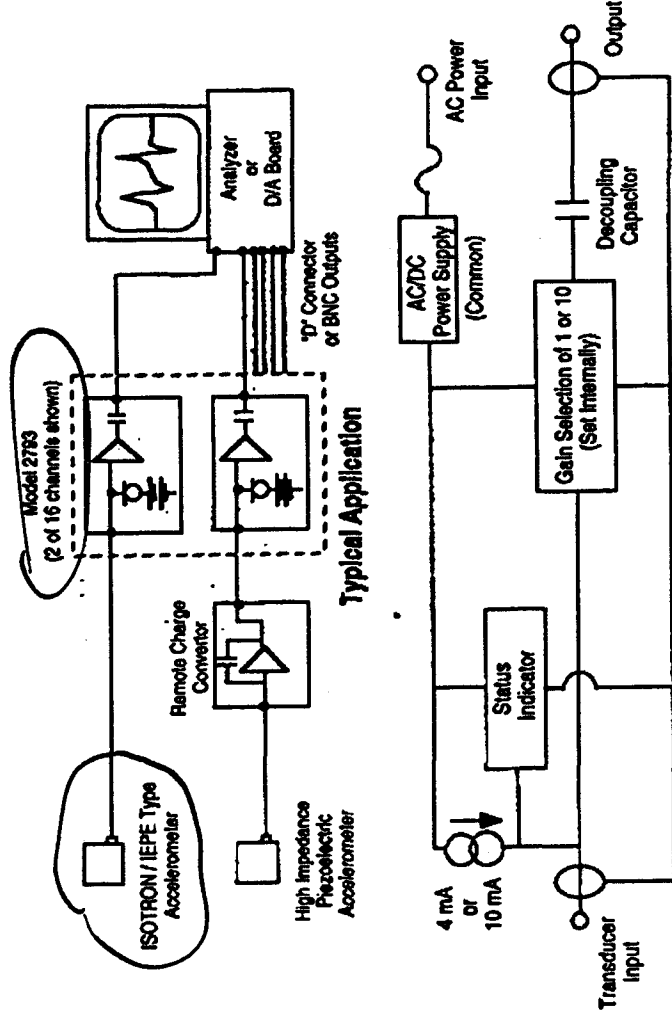 Model 2793
(2 of 16 channels shown)
ISOTRON / IEPE Type
Accelerometer
Remote Charge
Convertor
High Impedance
Piezoelectric
Accelerometer
Analyzer
or
D/A Board
"D" Connector
or BNC Outputs
Typical Application
4 mA
or
10 mA
Status
Indicator
AC/DC
Power Supply
(Common)
AC Power
Input
Gain Selection of 1 or 10
(Set Internally)
Decoupling
Capacitor
Transducer
Input
Output